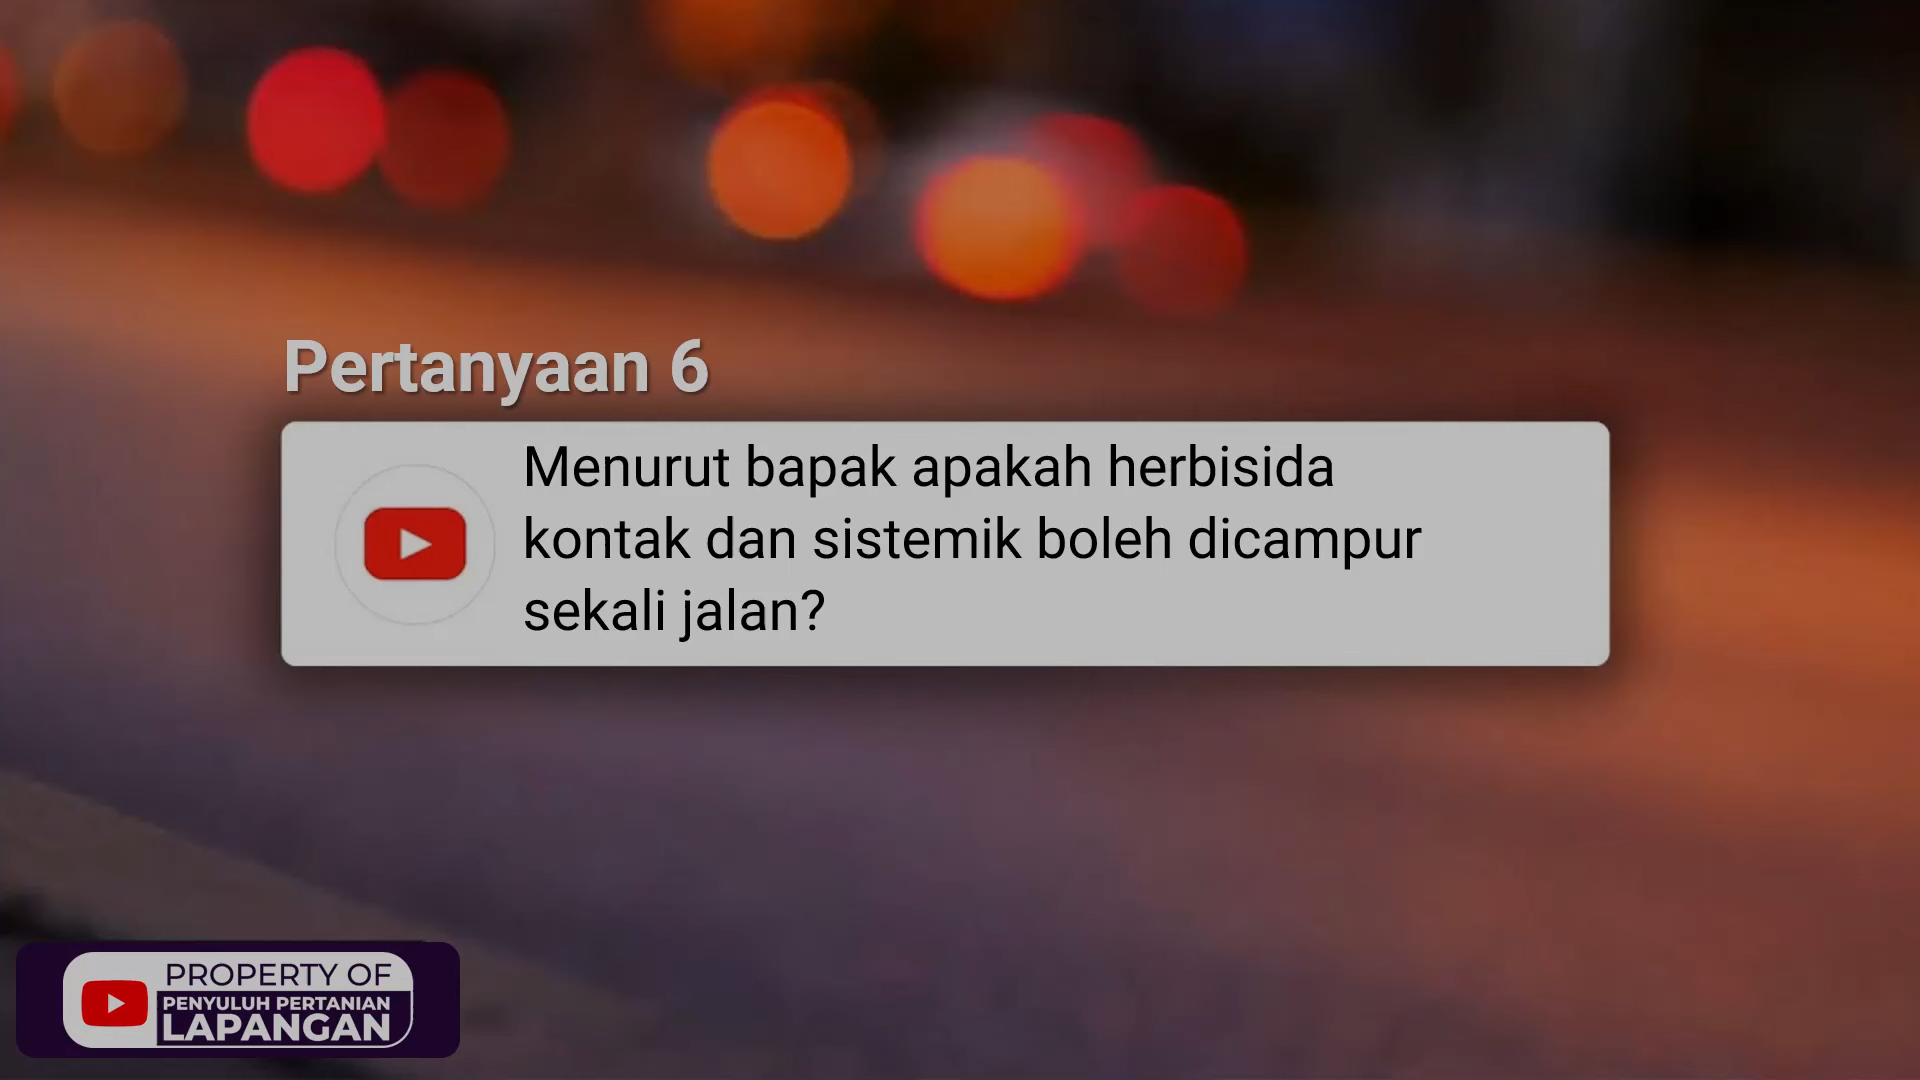 Pertanyaan 6
Menurut bapak apakah herbisida
kontak dan sistemik boleh dicampur
sekali jalan?
PROPERTY OF
PENYULUH PERTANIAN
LAPANGAN